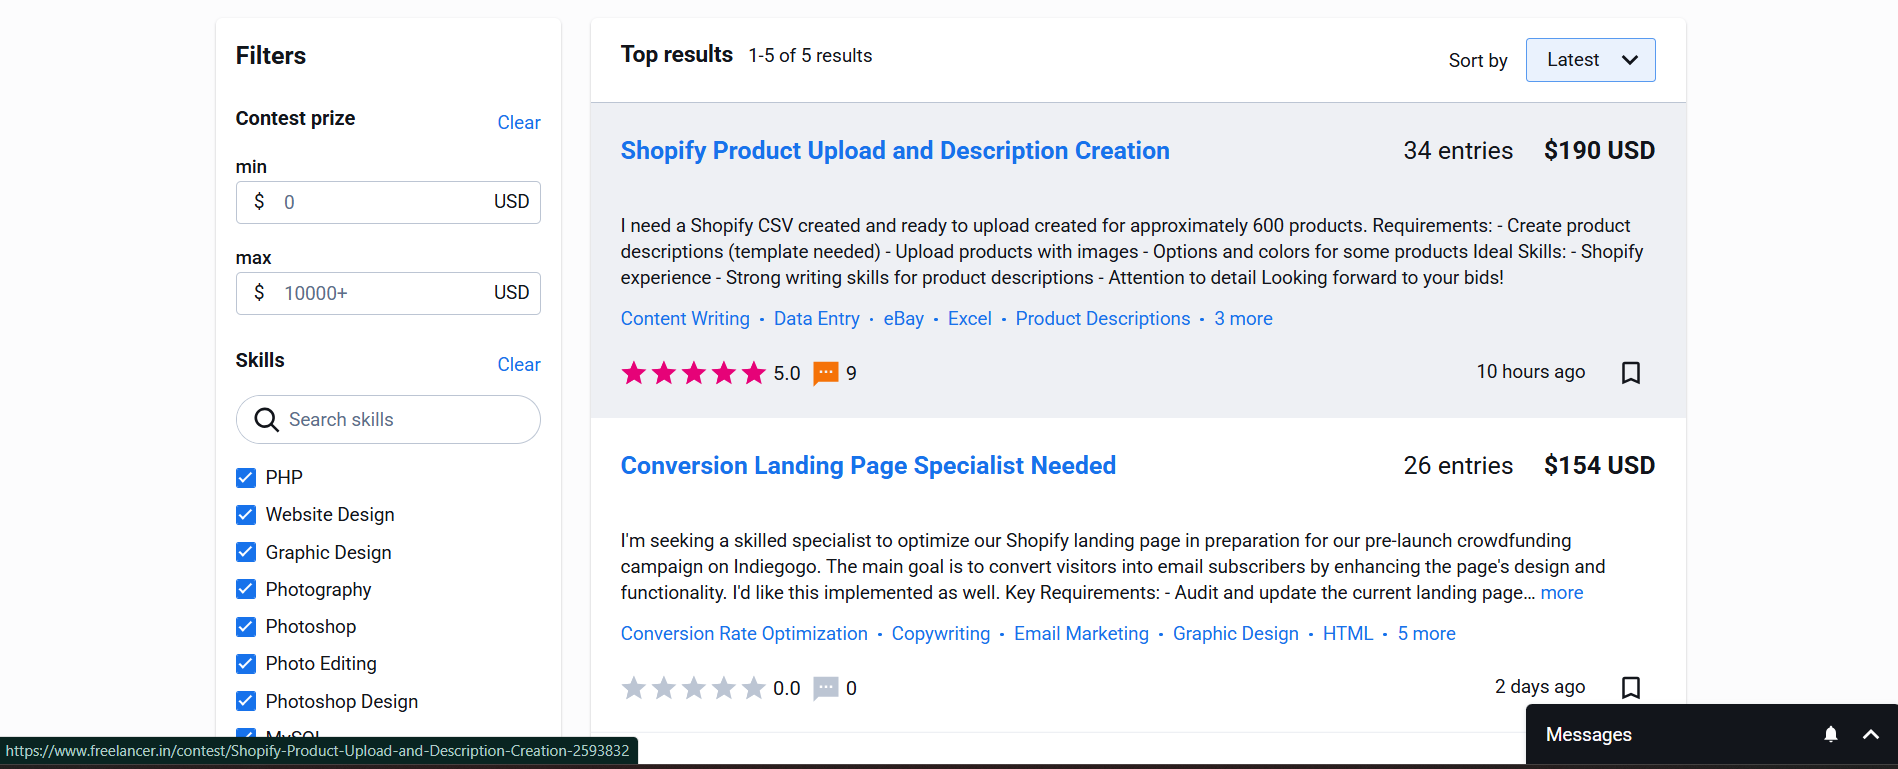 Filters
Contest prize Clear
min
$ 0 USD
max
$ 10000+ USD
Skills Clear
Search skills
PHP
Website Design
Graphic Design
Photography
Photoshop
Photo Editing
Photoshop Design
MySQL
Top results 1-5 of 5 results
Sort by Latest
Shopify Product Upload and Description Creation 34 entries $190 USD
I need a Shopify CSV created and ready to upload created for approximately 600 products. Requirements: - Create product
descriptions (template needed) - Upload products with images - Options and colors for some products Ideal Skills: - Shopify
experience - Strong writing skills for product descriptions - Attention to detail Looking forward to your bids!
Content Writing • Data Entry • eBay • Excel • Product Descriptions • 3 more
5.0 9 10 hours ago
Conversion Landing Page Specialist Needed 26 entries $154 USD
I'm seeking a skilled specialist to optimize our Shopify landing page in preparation for our pre-launch crowdfunding
campaign on Indiegogo. The main goal is to convert visitors into email subscribers by enhancing the page's design and
functionality. I'd like this implemented as well. Key Requirements: - Audit and update the current landing page... more
Conversion Rate Optimization • Copywriting • Email Marketing • Graphic Design • HTML • 5 more
0.0 0 2 days ago
Messages
https://www.freelancer.in/contest/Shopify-Product-Upload-and-Description-Creation-2593832